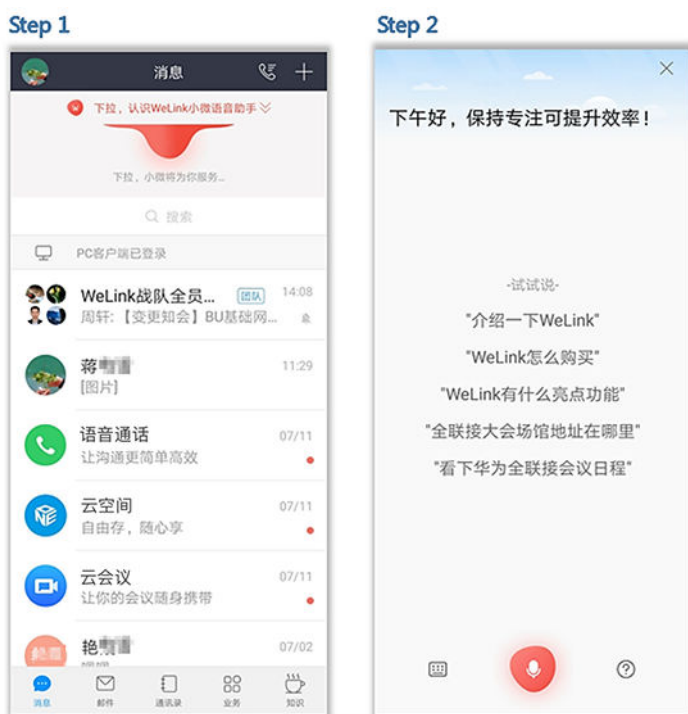 Step 1
消息
下拉，认识WeLink小微语音助手
下拉，小微将为你服务...
搜索
PC客户端已登录
WeLink战队全员... 团队 14:08
周轩:【变更知会】BU基础网...
蒋 11:29
[图片]
语音通话 07/11
让沟通更简单高效
云空间 07/11
自由存，随心享
云会议 07/11
让你的会议随身携带
艳 07/02
消息 邮件 通讯录 业务 知识
Step 2
下午好，保持专注可提升效率！
-试试说-
"介绍一下WeLink"
"WeLink怎么购买"
"WeLink有什么亮点功能"
"全联接大会场馆地址在哪里"
"看下华为全联接会议日程"